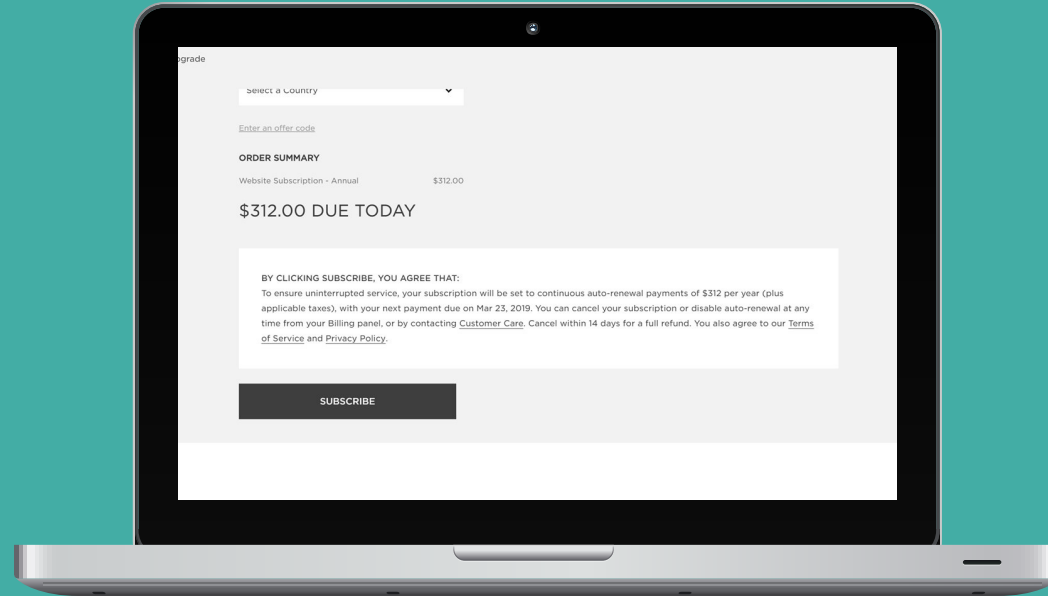 pgrade
Select a Country
Enter an offer code
ORDER SUMMARY
Website Subscription - Annual $312.00
$312.00 DUE TODAY
BY CLICKING SUBSCRIBE, YOU AGREE THAT:
To ensure uninterrupted service, your subscription will be set to continuous auto-renewal payments of $312 per year (plus
applicable taxes), with your next payment due on Mar 23, 2019. You can cancel your subscription or disable auto-renewal at any
time from your Billing panel, or by contacting Customer Care. Cancel within 14 days for a full refund. You also agree to our Terms
of Service and Privacy Policy.
SUBSCRIBE